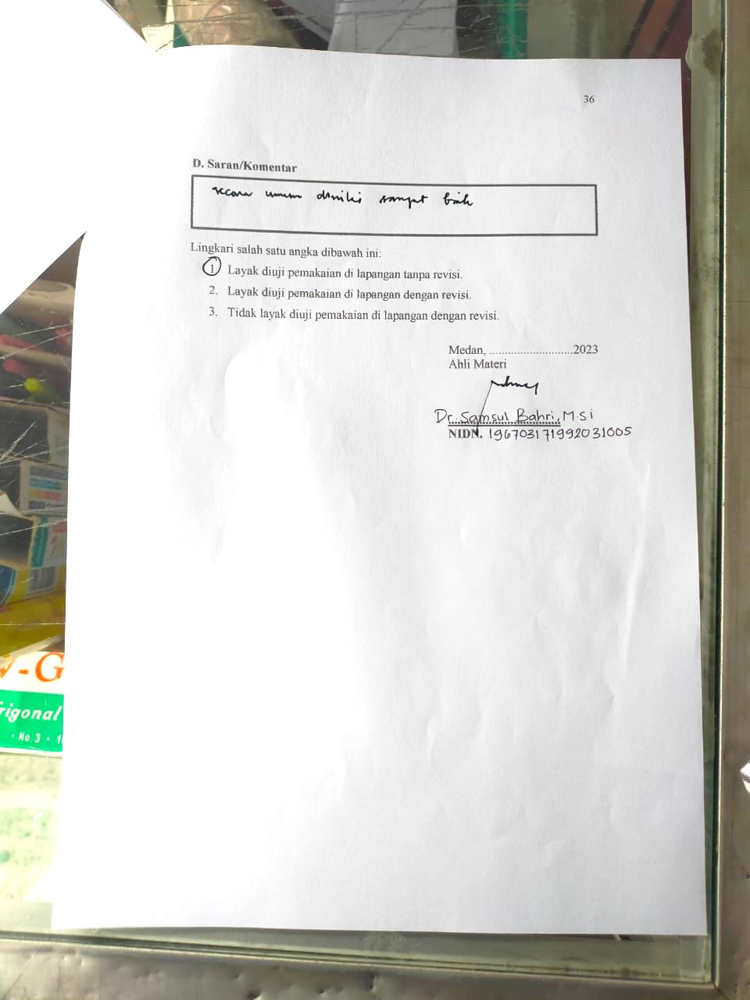 36
D. Saran/Komentar
secara umum dinilai sangat baik
Lingkari salah satu angka dibawah ini:
1 Layak diuji pemakaian di lapangan tanpa revisi.
2. Layak diuji pemakaian di lapangan dengan revisi.
3. Tidak layak diuji pemakaian di lapangan dengan revisi.
Medan, ............................2023
Ahli Materi
Dr. Samsul Bahri, M.Si
NIDN. 196703171992031005
-G
rigonal
No. 3